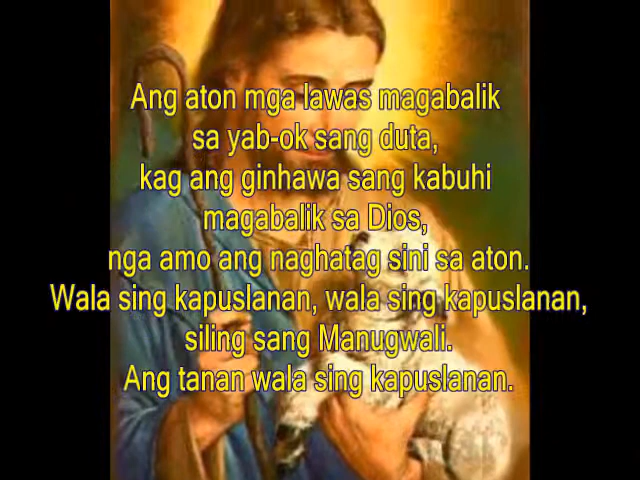 Ang aton mga lawas magabalik
sa yab-ok sang duta,
kag ang ginhawa sang kabuhi
magabalik sa Dios,
nga amo ang naghatag sini sa aton.
Wala sing kapuslanan, wala sing kapuslanan,
siling sang Manugwali.
Ang tanan wala sing kapuslanan.